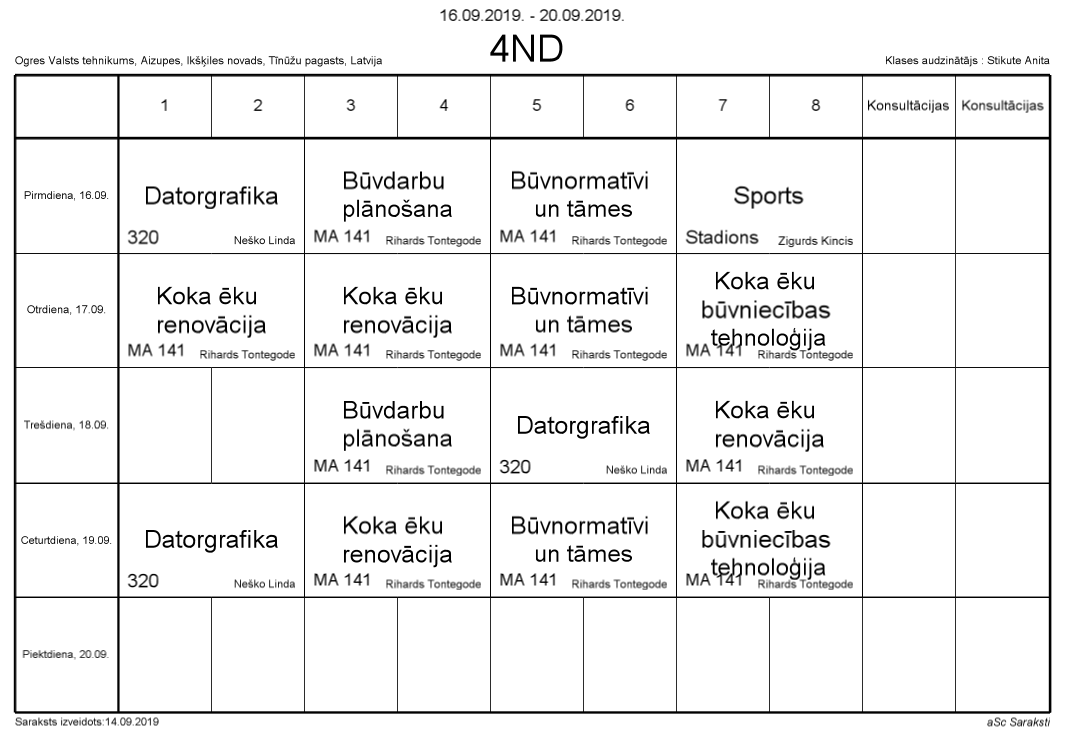 16.09.2019. - 20.09.2019.
4ND
Ogres Valsts tehnikums, Aizupes, Ikšķiles novads, Tīnūžu pagasts, Latvija
Klases audzinātājs : Stikute Anita
1 2 3 4 5 6 7 8 Konsultācijas Konsultācijas
Pirmdiena, 16.09.
Datorgrafika
320 Neško Linda
Būvdarbu
plānošana
MA 141 Rihards Tontegode
Būvnormatīvi
un tāmes
MA 141 Rihards Tontegode
Sports
Stadions Zigurds Kincis
Otrdiena, 17.09.
Koka ēku
renovācija
MA 141 Rihards Tontegode
Koka ēku
renovācija
MA 141 Rihards Tontegode
Būvnormatīvi
un tāmes
MA 141 Rihards Tontegode
Koka ēku
būvniecības
tehnoloģija
MA 141 Rihards Tontegode
Trešdiena, 18.09.
Būvdarbu
plānošana
MA 141 Rihards Tontegode
Datorgrafika
320 Neško Linda
Koka ēku
renovācija
MA 141 Rihards Tontegode
Ceturtdiena, 19.09.
Datorgrafika
320 Neško Linda
Koka ēku
renovācija
MA 141 Rihards Tontegode
Būvnormatīvi
un tāmes
MA 141 Rihards Tontegode
Koka ēku
būvniecības
tehnoloģija
MA 141 Rihards Tontegode
Piektdiena, 20.09.
Saraksts izveidots:14.09.2019
aSc Saraksti